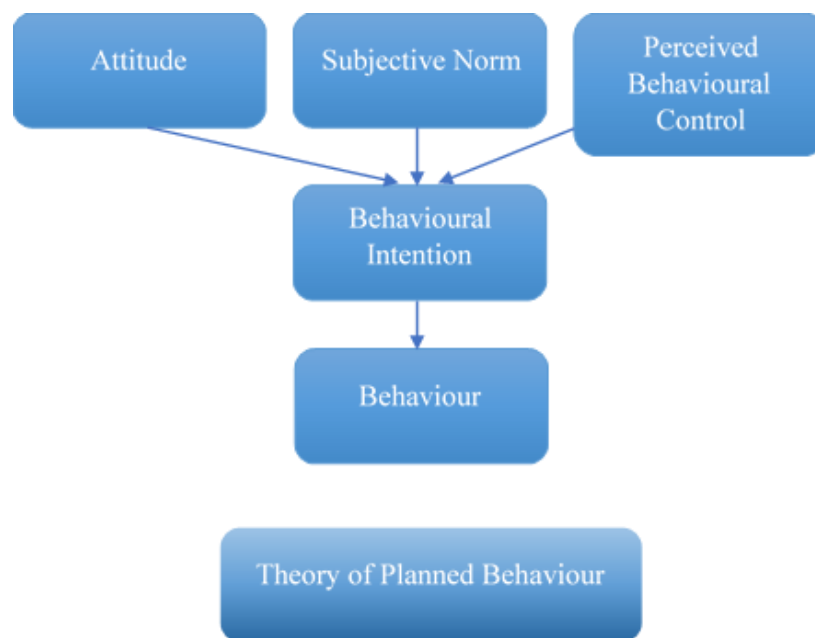 Attitude
Subjective Norm
Perceived
Behavioural
Control
Behavioural
Intention
Behaviour
Theory of Planned Behaviour